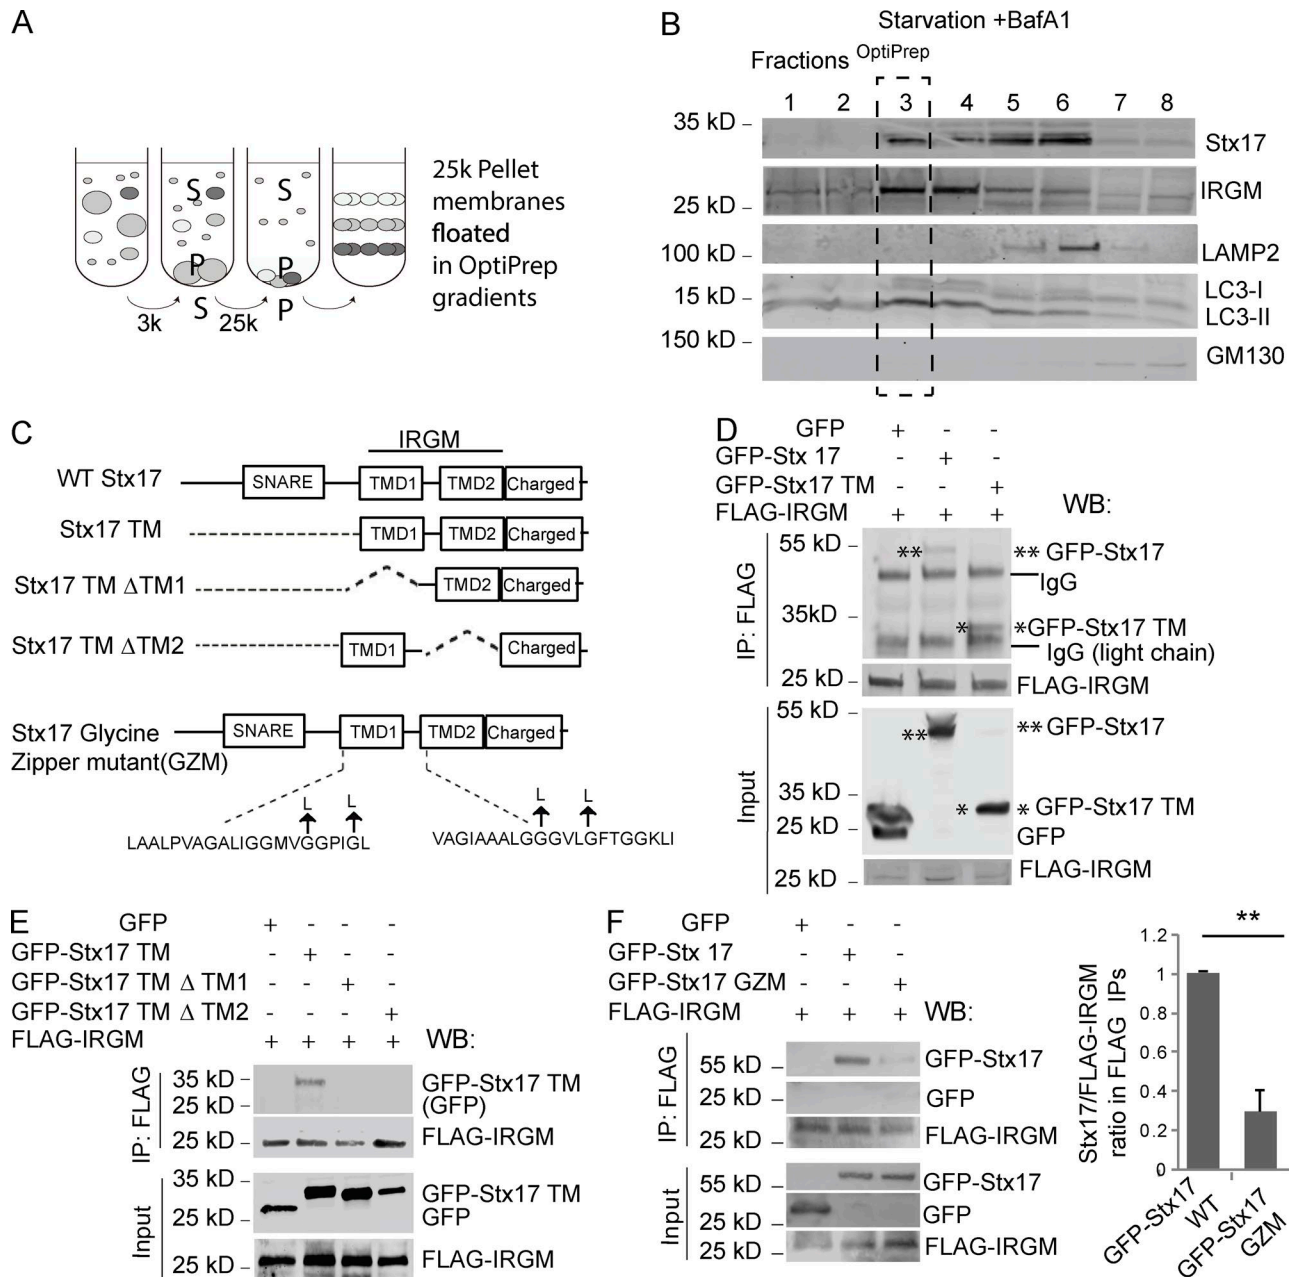 A
S
S
P
P
S
P
3k
25k
25k Pellet
membranes
floated
in OptiPrep
gradients
B
Starvation +BafA1
Fractions
OptiPrep
1 2 3 4 5 6 7 8
35 kD
Stx17
IRGM
25 kD
100 kD
LAMP2
LC3-I
15 kD
LC3-II
150 kD
GM130
C
IRGM
WT Stx17
SNARE
TMD1
TMD2
Charged
Stx17 TM
TMD1
TMD2
Charged
Stx17 TM ΔTM1
TMD2
Charged
Stx17 TM ΔTM2
TMD1
Charged
Stx17 Glycine
Zipper mutant(GZM)
SNARE
TMD1
TMD2
Charged
L L
L L
LAALPVAGALIGGMVGGPIGL
VAGIAAALGGGVLGFTGGKLI
D
GFP + - -
GFP-Stx 17 - + -
GFP-Stx17 TM - - +
FLAG-IRGM + + +
WB:
IP: FLAG
55 kD
**
** GFP-Stx17
IgG
35kD
*
*GFP-Stx17 TM
IgG (light chain)
25 kD
FLAG-IRGM
Input
55 kD
**
** GFP-Stx17
35 kD
*
* GFP-Stx17 TM
25 kD
GFP
25 kD
FLAG-IRGM
E
GFP + - - -
GFP-Stx17 TM - + - -
GFP-Stx17 TM Δ TM1 - - + -
GFP-Stx17 TM Δ TM2 - - - +
FLAG-IRGM + + + +
WB:
IP: FLAG
35 kD
GFP-Stx17 TM
25 kD
(GFP)
25 kD
FLAG-IRGM
Input
35 kD
GFP-Stx17 TM
25 kD
GFP
25 kD
FLAG-IRGM
F
GFP + - -
GFP-Stx 17 - + -
GFP-Stx17 GZM - - +
FLAG-IRGM + + +
WB:
IP: FLAG
55 kD
GFP-Stx17
25 kD
GFP
25 kD
FLAG-IRGM
Input
55 kD
GFP-Stx17
25 kD
GFP
25 kD
FLAG-IRGM
**
Stx17/FLAG-IRGM
ratio in FLAG IPs
1.2
1
0.8
0.6
0.4
0.2
0
GFP-Stx17
WT
GFP-Stx17
GZM